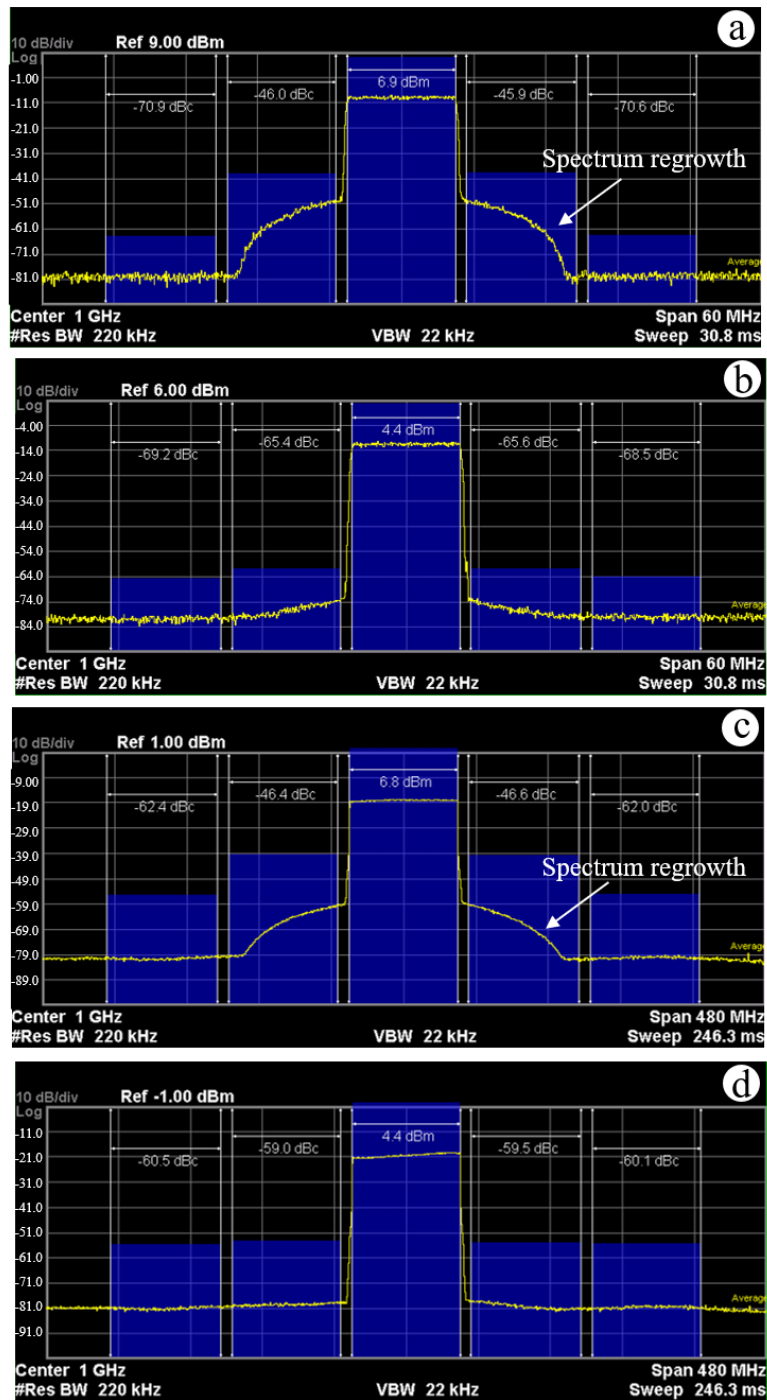 a
10 dB/div Ref 9.00 dBm
Log
-1.00
-11.0
-21.0
-31.0
-41.0
-51.0
-61.0
-71.0
-81.0
-70.9 dBc
-46.0 dBc
6.9 dBm
-45.9 dBc
-70.6 dBc
Spectrum regrowth
Average
Center 1 GHz Span 60 MHz
#Res BW 220 kHz VBW 22 kHz Sweep 30.8 ms
b
10 dB/div Ref 6.00 dBm
Log
-4.00
-14.0
-24.0
-34.0
-44.0
-54.0
-64.0
-74.0
-84.0
-69.2 dBc
-65.4 dBc
4.4 dBm
-65.6 dBc
-68.5 dBc
Average
Center 1 GHz Span 60 MHz
#Res BW 220 kHz VBW 22 kHz Sweep 30.8 ms
c
10 dB/div Ref 1.00 dBm
Log
-9.00
-19.0
-29.0
-39.0
-49.0
-59.0
-69.0
-79.0
-89.0
-62.4 dBc
-46.4 dBc
6.8 dBm
-46.6 dBc
-62.0 dBc
Spectrum regrowth
Average
Center 1 GHz Span 480 MHz
#Res BW 220 kHz VBW 22 kHz Sweep 246.3 ms
d
10 dB/div Ref -1.00 dBm
Log
-11.0
-21.0
-31.0
-41.0
-51.0
-61.0
-71.0
-81.0
-91.0
-60.5 dBc
-59.0 dBc
4.4 dBm
-59.5 dBc
-60.1 dBc
Average
Center 1 GHz Span 480 MHz
#Res BW 220 kHz VBW 22 kHz Sweep 246.3 ms